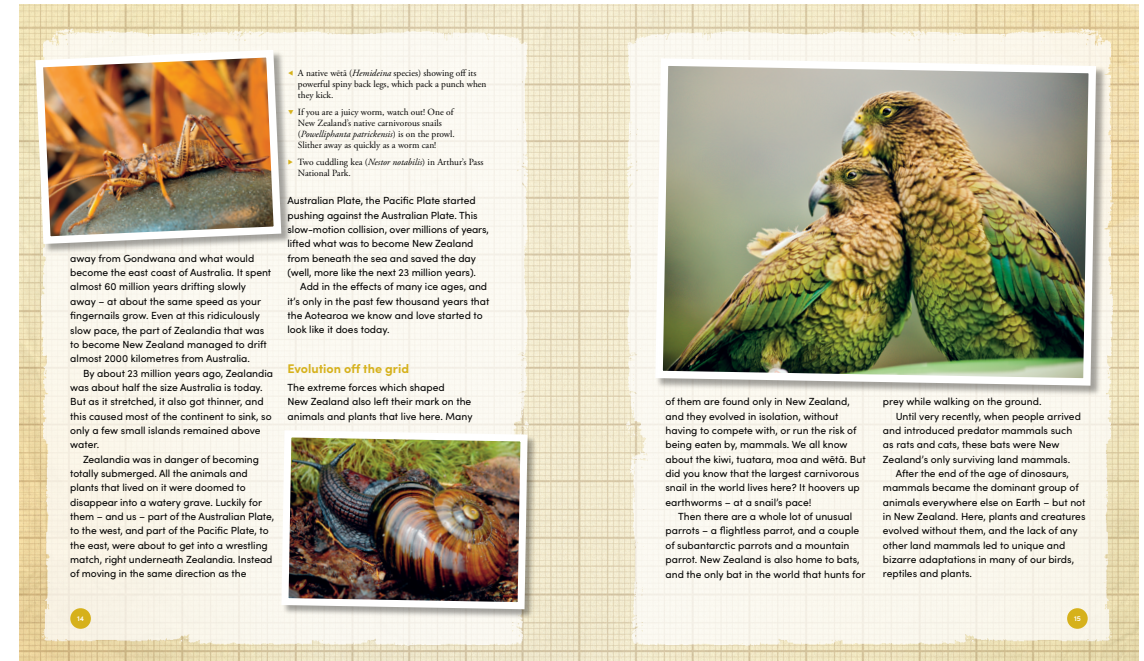 ◂ A native wētā (Hemideina species) showing off its
powerful spiny back legs, which pack a punch when
they kick.
▾ If you are a juicy worm, watch out! One of
New Zealand's native carnivorous snails
(Powelliphanta patrickensis) is on the prowl.
Slither away as quickly as a worm can!
▸ Two cuddling kea (Nestor notabilis) in Arthur's Pass
National Park.
away from Gondwana and what would
become the east coast of Australia. It spent
almost 60 million years drifting slowly
away – at about the same speed as your
fingernails grow. Even at this ridiculously
slow pace, the part of Zealandia that was
to become New Zealand managed to drift
almost 2000 kilometres from Australia.
By about 23 million years ago, Zealandia
was about half the size Australia is today.
But as it stretched, it also got thinner, and
this caused most of the continent to sink, so
only a few small islands remained above
water.
Zealandia was in danger of becoming
totally submerged. All the animals and
plants that lived on it were doomed to
disappear into a watery grave. Luckily for
them – and us – part of the Australian Plate,
to the west, and part of the Pacific Plate, to
the east, were about to get into a wrestling
match, right underneath Zealandia. Instead
of moving in the same direction as the
Australian Plate, the Pacific Plate started
pushing against the Australian Plate. This
slow-motion collision, over millions of years,
lifted what was to become New Zealand
from beneath the sea and saved the day
(well, more like the next 23 million years).
Add in the effects of many ice ages, and
it's only in the past few thousand years that
the Aotearoa we know and love started to
look like it does today.
Evolution off the grid
The extreme forces which shaped
New Zealand also left their mark on the
animals and plants that live here. Many
14
of them are found only in New Zealand,
and they evolved in isolation, without
having to compete with, or run the risk of
being eaten by, mammals. We all know
about the kiwi, tuatara, moa and wētā. But
did you know that the largest carnivorous
snail in the world lives here? It hoovers up
earthworms – at a snail's pace!
Then there are a whole lot of unusual
parrots – a flightless parrot, and a couple
of subantarctic parrots and a mountain
parrot. New Zealand is also home to bats,
and the only bat in the world that hunts for
prey while walking on the ground.
Until very recently, when people arrived
and introduced predator mammals such
as rats and cats, these bats were New
Zealand's only surviving land mammals.
After the end of the age of dinosaurs,
mammals became the dominant group of
animals everywhere else on Earth – but not
in New Zealand. Here, plants and creatures
evolved without them, and the lack of any
other land mammals led to unique and
bizarre adaptations in many of our birds,
reptiles and plants.
15